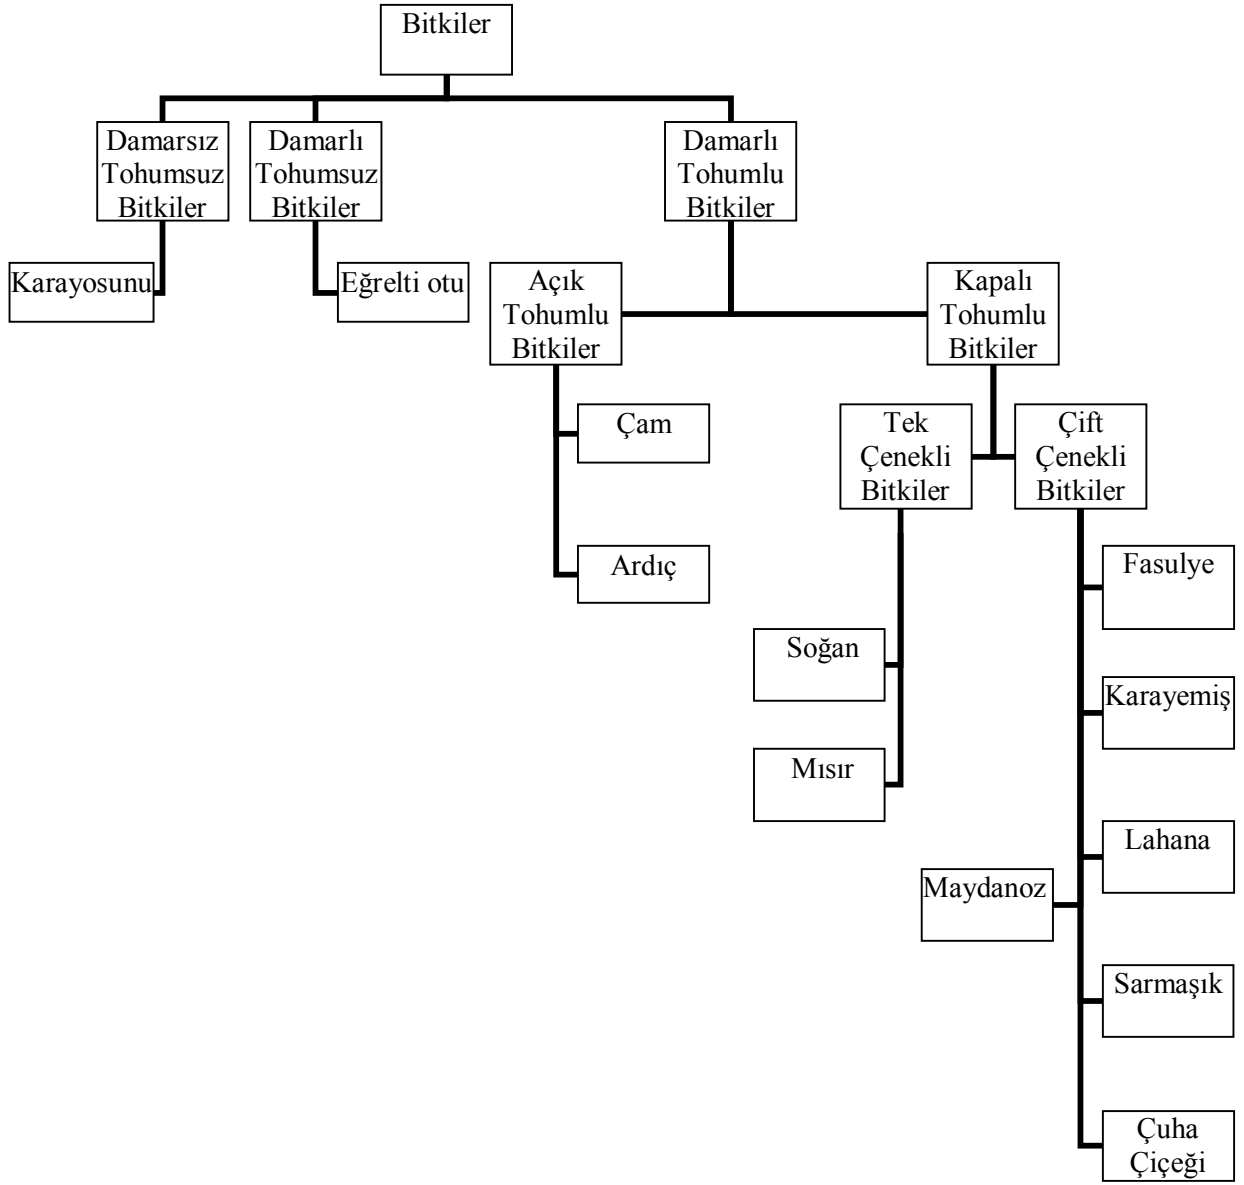 Bitkiler
Damarsız
Tohumsuz
Bitkiler
Damarlı
Tohumsuz
Bitkiler
Damarlı
Tohumlu
Bitkiler
Karayosunu
Eğrelti otu
Açık
Tohumlu
Bitkiler
Kapalı
Tohumlu
Bitkiler
Çam
Ardıç
Tek
Çenekli
Bitkiler
Çift
Çenekli
Bitkiler
Soğan
Mısır
Fasulye
Karayemiş
Lahana
Maydanoz
Sarmaşık
Çuha
Çiçeği